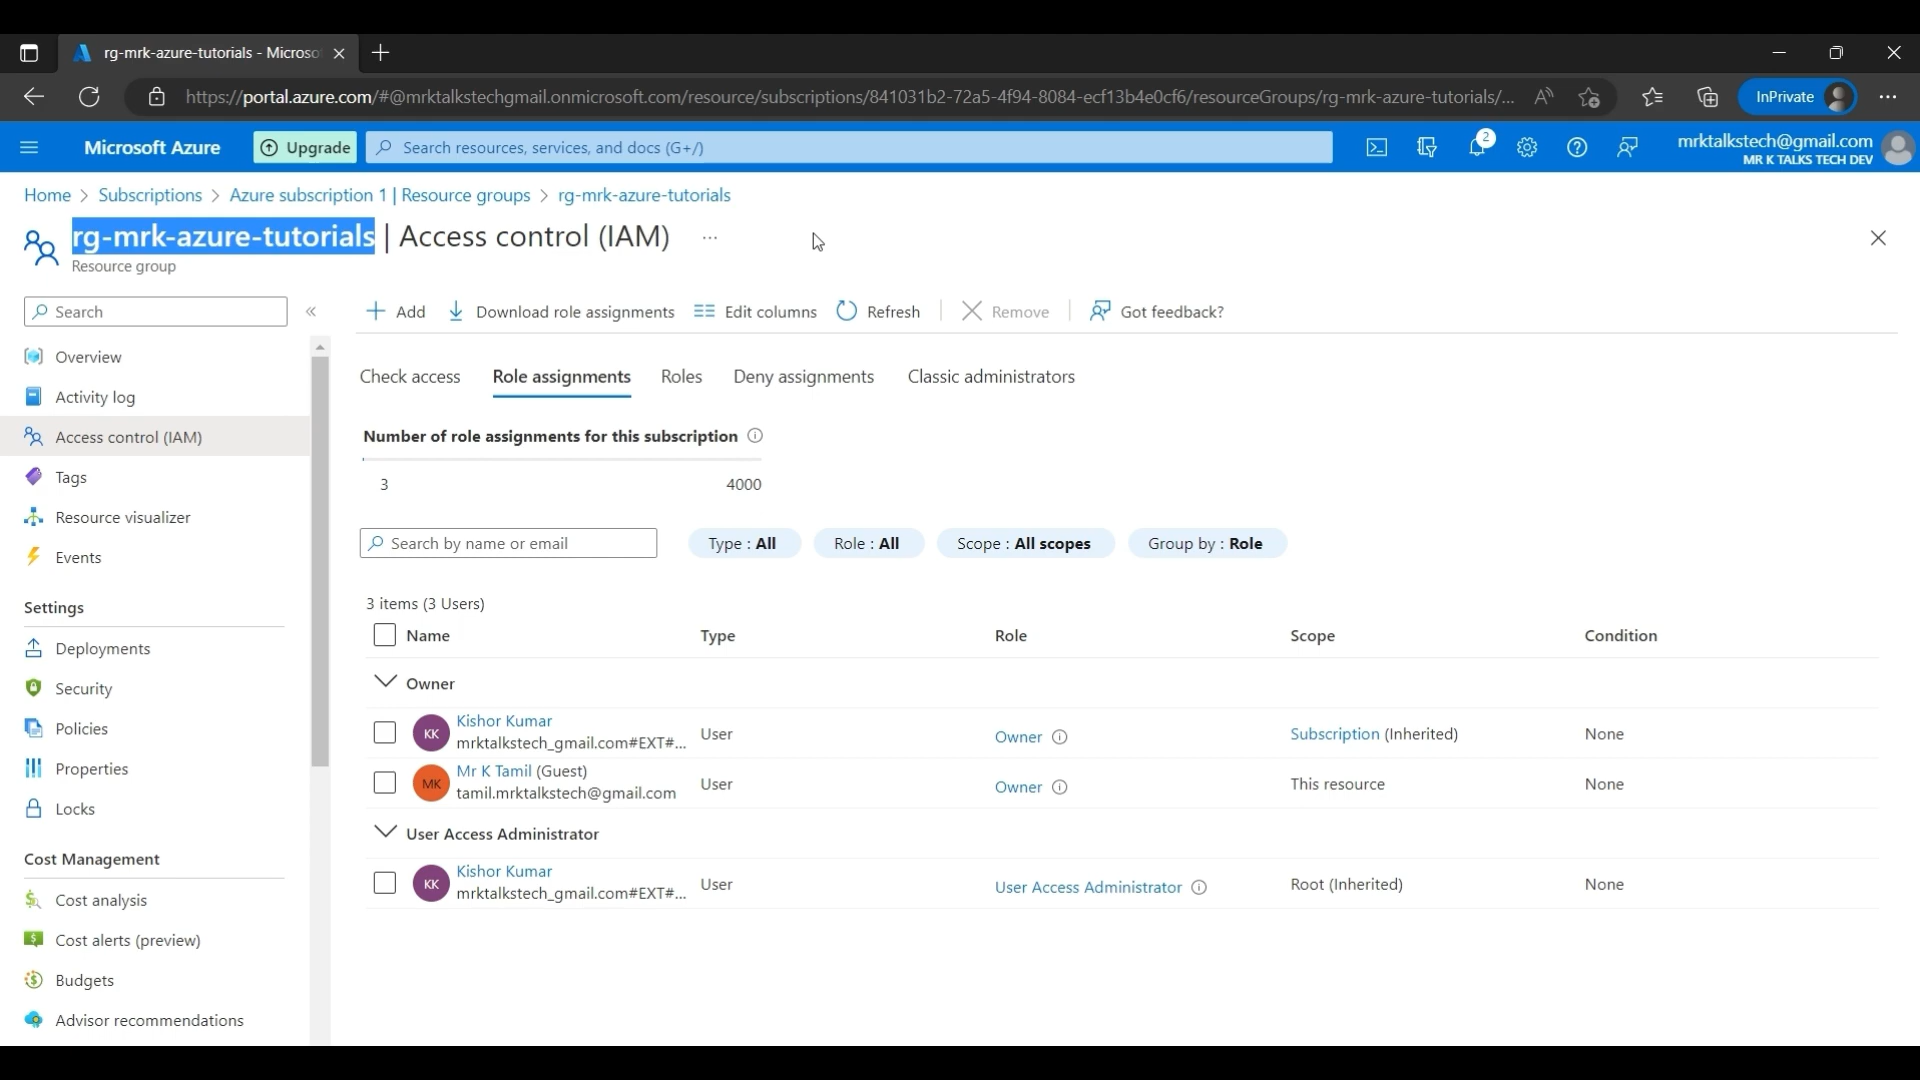 rg-mrk-azure-tutorials - Microso
https://portal.azure.com/#@mrktalkstechgmail.onmicrosoft.com/resource/subscriptions/841031b2-72a5-4f94-8084-ecf13b4e0cf6/resourceGroups/rg-mrk-azure-tutorials/...
InPrivate
Microsoft Azure
Upgrade
Search resources, services, and docs (G+/)
2
mrktalkstech@gmail.com
MR K TALKS TECH DEV
Home > Subscriptions > Azure subscription 1 | Resource groups > rg-mrk-azure-tutorials
rg-mrk-azure-tutorials | Access control (IAM) ...
Resource group
Search
«
Add
Download role assignments
Edit columns
Refresh
Remove
Got feedback?
Overview
Activity log
Access control (IAM)
Tags
Resource visualizer
Events
Settings
Deployments
Security
Policies
Properties
Locks
Cost Management
Cost analysis
Cost alerts (preview)
Budgets
Advisor recommendations
Check access
Role assignments
Roles
Deny assignments
Classic administrators
Number of role assignments for this subscription
3
4000
Search by name or email
Type : All
Role : All
Scope : All scopes
Group by : Role
3 items (3 Users)
Name Type Role Scope Condition
Owner
KK Kishor Kumar
mrktalkstech_gmail.com#EXT#...
User Owner Subscription (Inherited) None
MK Mr K Tamil (Guest)
tamil.mrktalkstech@gmail.com
User Owner This resource None
User Access Administrator
KK Kishor Kumar
mrktalkstech_gmail.com#EXT#...
User User Access Administrator Root (Inherited) None